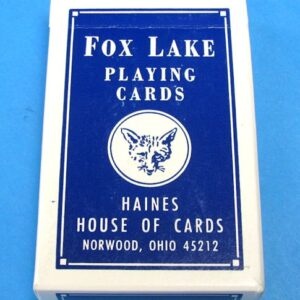 FOX LAKE
PLAYING
CARDS
HAINES
HOUSE OF CARDS
NORWOOD, OHIO 45212